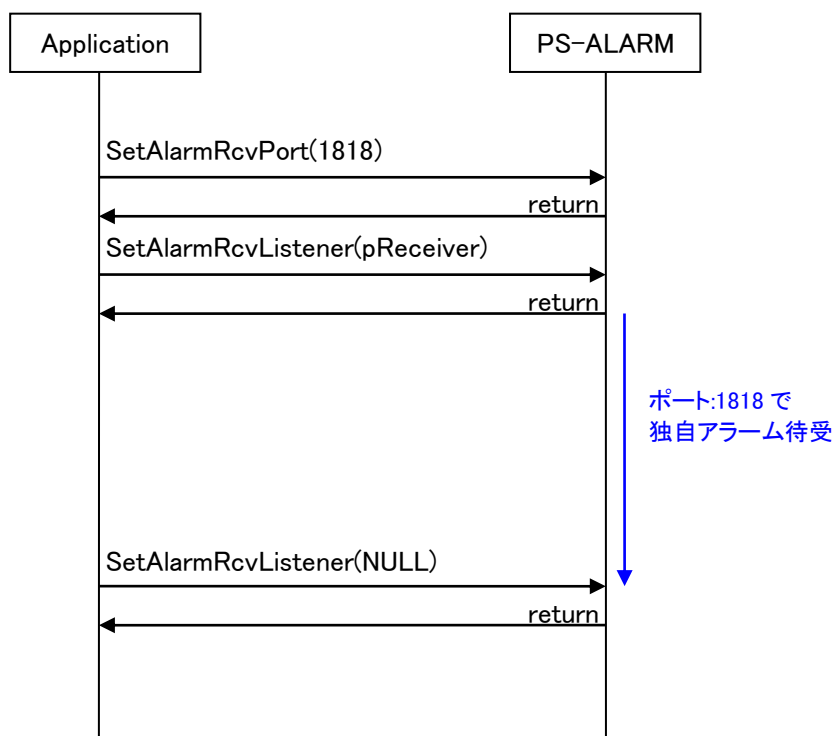 Application
PS-ALARM
SetAlarmRcvPort(1818)
return
SetAlarmRcvListener(pReceiver)
return
ポート:1818 で
独自アラーム待受
SetAlarmRcvListener(NULL)
return